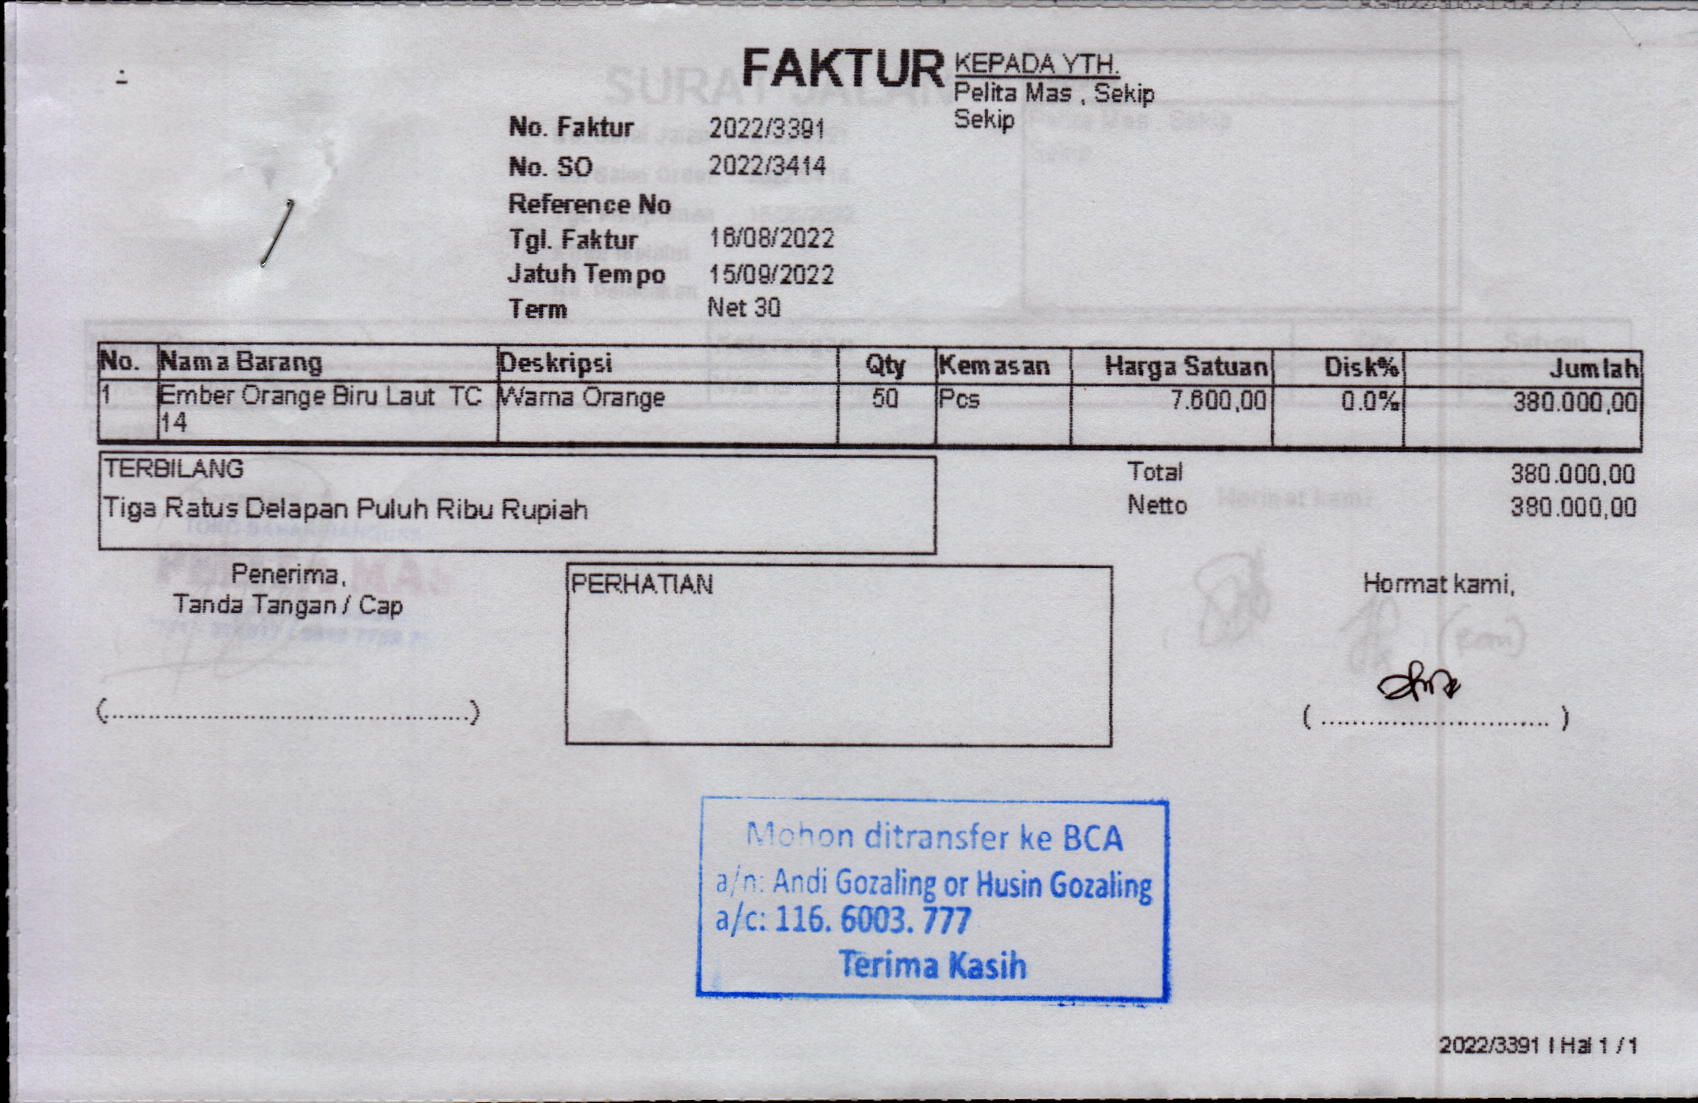 FAKTUR
KEPADA YTH.
Pelita Mas , Sekip
Sekip
No. Faktur 2022/3391
No. SO 2022/3414
Reference No
Tgl. Faktur 16/08/2022
Jatuh Tempo 15/09/2022
Term Net 30
No. Nama Barang Deskripsi Qty Kemasan Harga Satuan Disk% Jumlah
1 Ember Orange Biru Laut TC Warna Orange 50 Pcs 7.600,00 0.0% 380.000,00
14
TERBILANG
Tiga Ratus Delapan Puluh Ribu Rupiah
Total 380.000,00
Netto 380.000,00
Penerima,
Tanda Tangan / Cap
(................................................)
PERHATIAN
Hormat kami,
( ............................. )
Mohon ditransfer ke BCA
a/n: Andi Gozaling or Husin Gozaling
a/c: 116. 6003. 777
Terima Kasih
2022/3391 I Hal 1 / 1